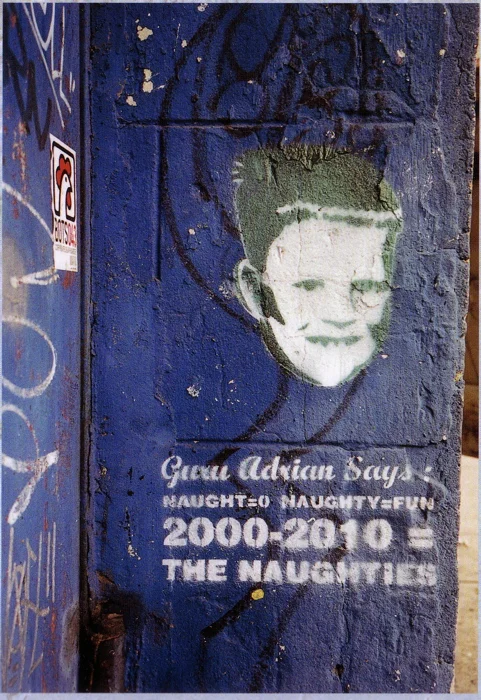 Guru Adrian Says :
NAUGHT=0 NAUGHTY=FUN
2000-2010 =
THE NAUGHTIES